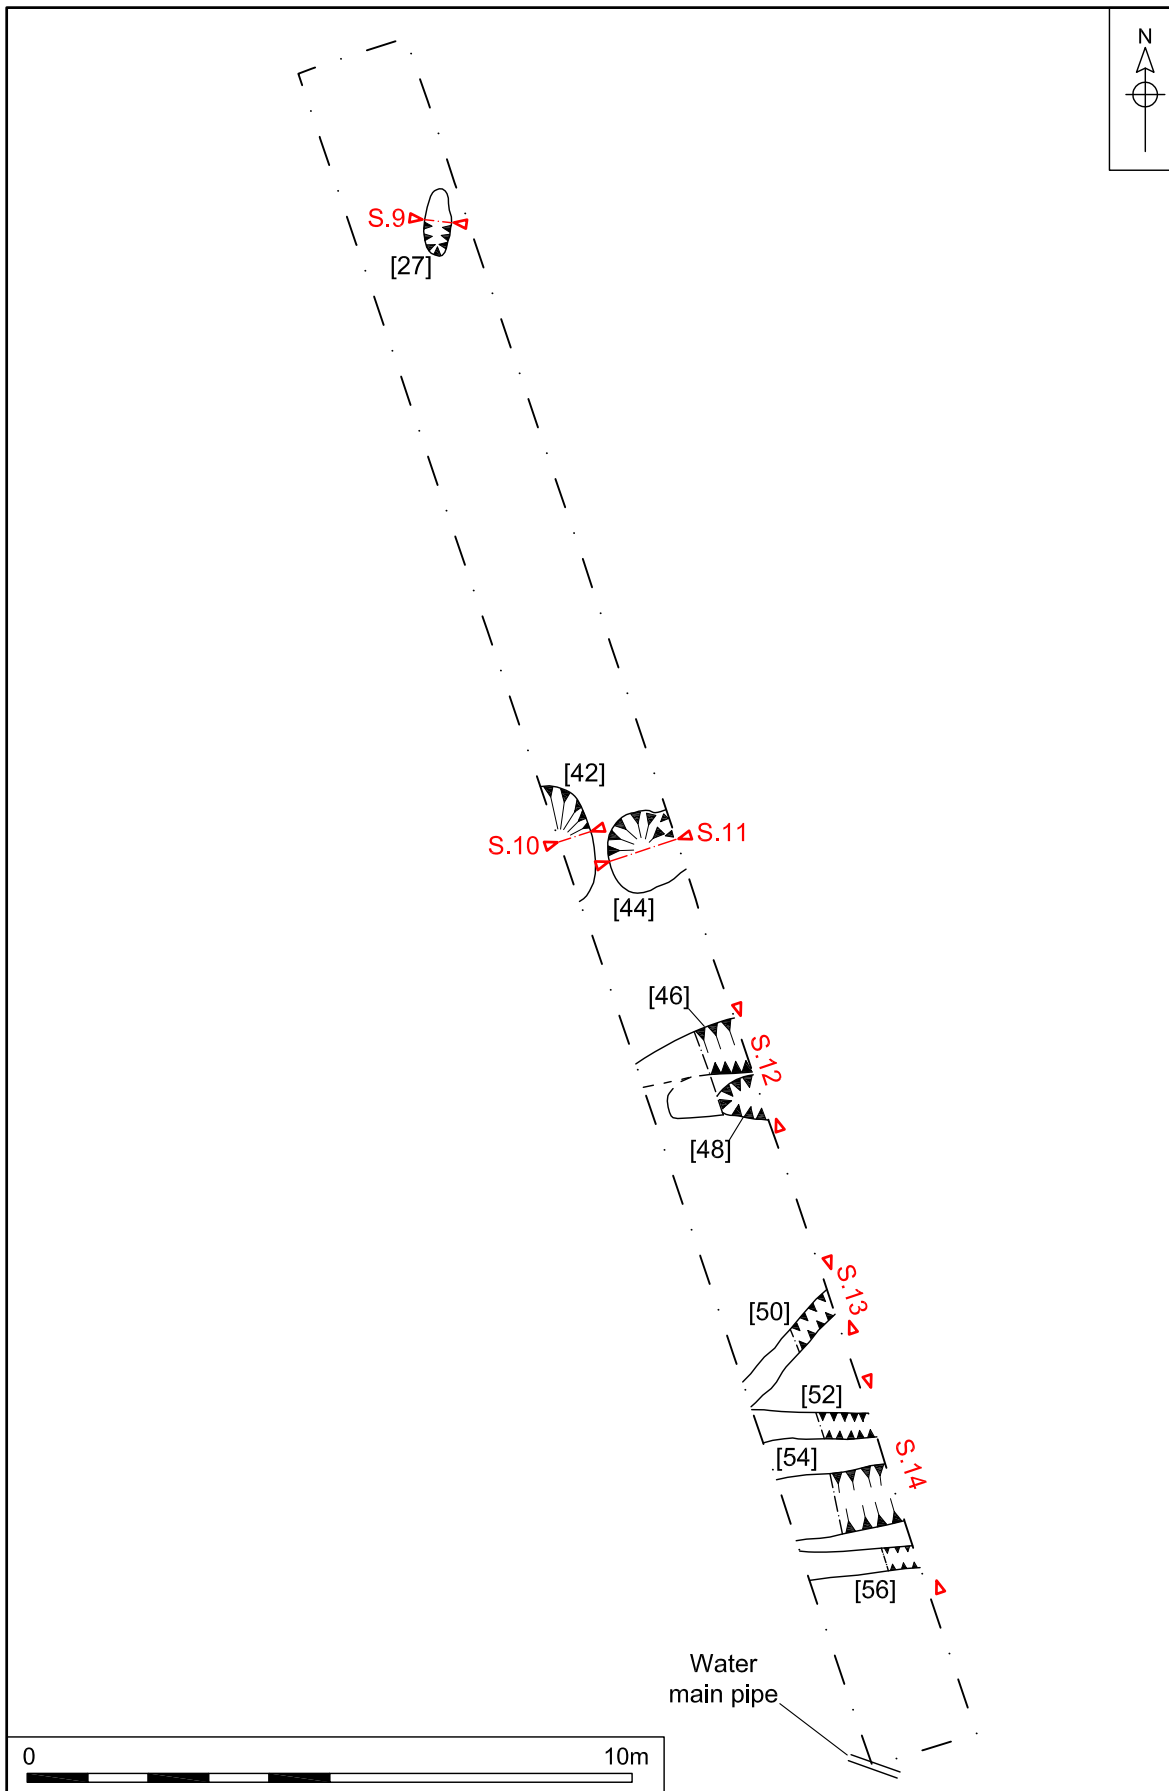 N
S.9
[27]
[42]
S.10
S.11
[44]
[46]
S.12
[48]
S.13
[50]
[52]
[54]
S.14
[56]
Water
main pipe
0 10m